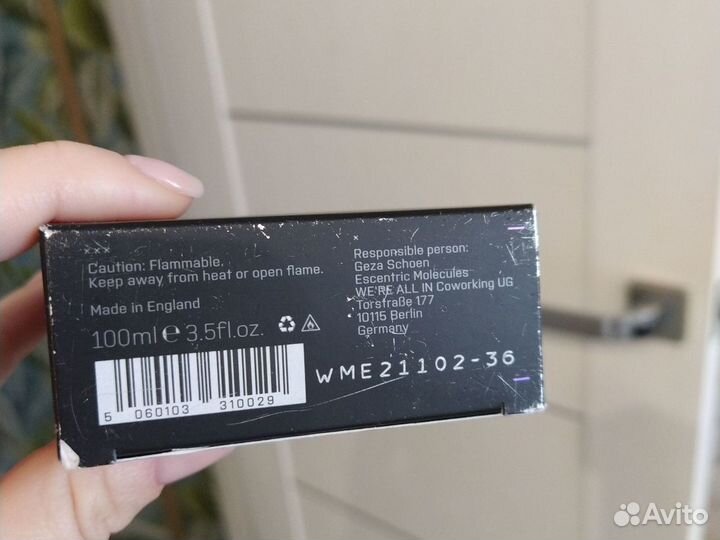 xxx
Caution: Flammable.
Keep away from heat or open flame.
Made in England
100ml e 3.5fl.oz.
5 060103 310029
Responsible person:
Geza Schoen
Escentric Molecules
WE'RE ALL IN Coworking UG
Torstraße 177
10115 Berlin
Germany
WME21102-36
Avito